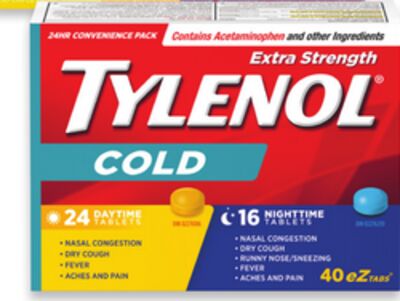 24HR CONVENIENCE PACK
Contains Acetaminophen and other Ingredients
Extra Strength
TYLENOL®
COLD
24 DAYTIME
TABLETS
• NASAL CONGESTION
• DRY COUGH
• FEVER
• ACHES AND PAIN
16 NIGHTTIME
TABLETS
• NASAL CONGESTION
• DRY COUGH
• RUNNY NOSE/SNEEZING
• FEVER
• ACHES AND PAIN
40 eZ TABS